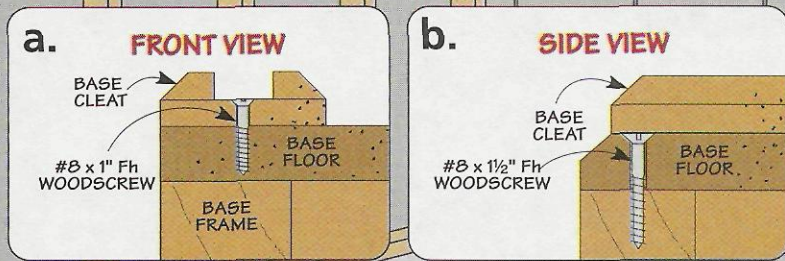 a.
FRONT VIEW
BASE
CLEAT
#8 x 1" Fh
WOODSCREW
BASE
FLOOR
BASE
FRAME
b.
SIDE VIEW
BASE
CLEAT
#8 x 1½" Fh
WOODSCREW
BASE
FLOOR